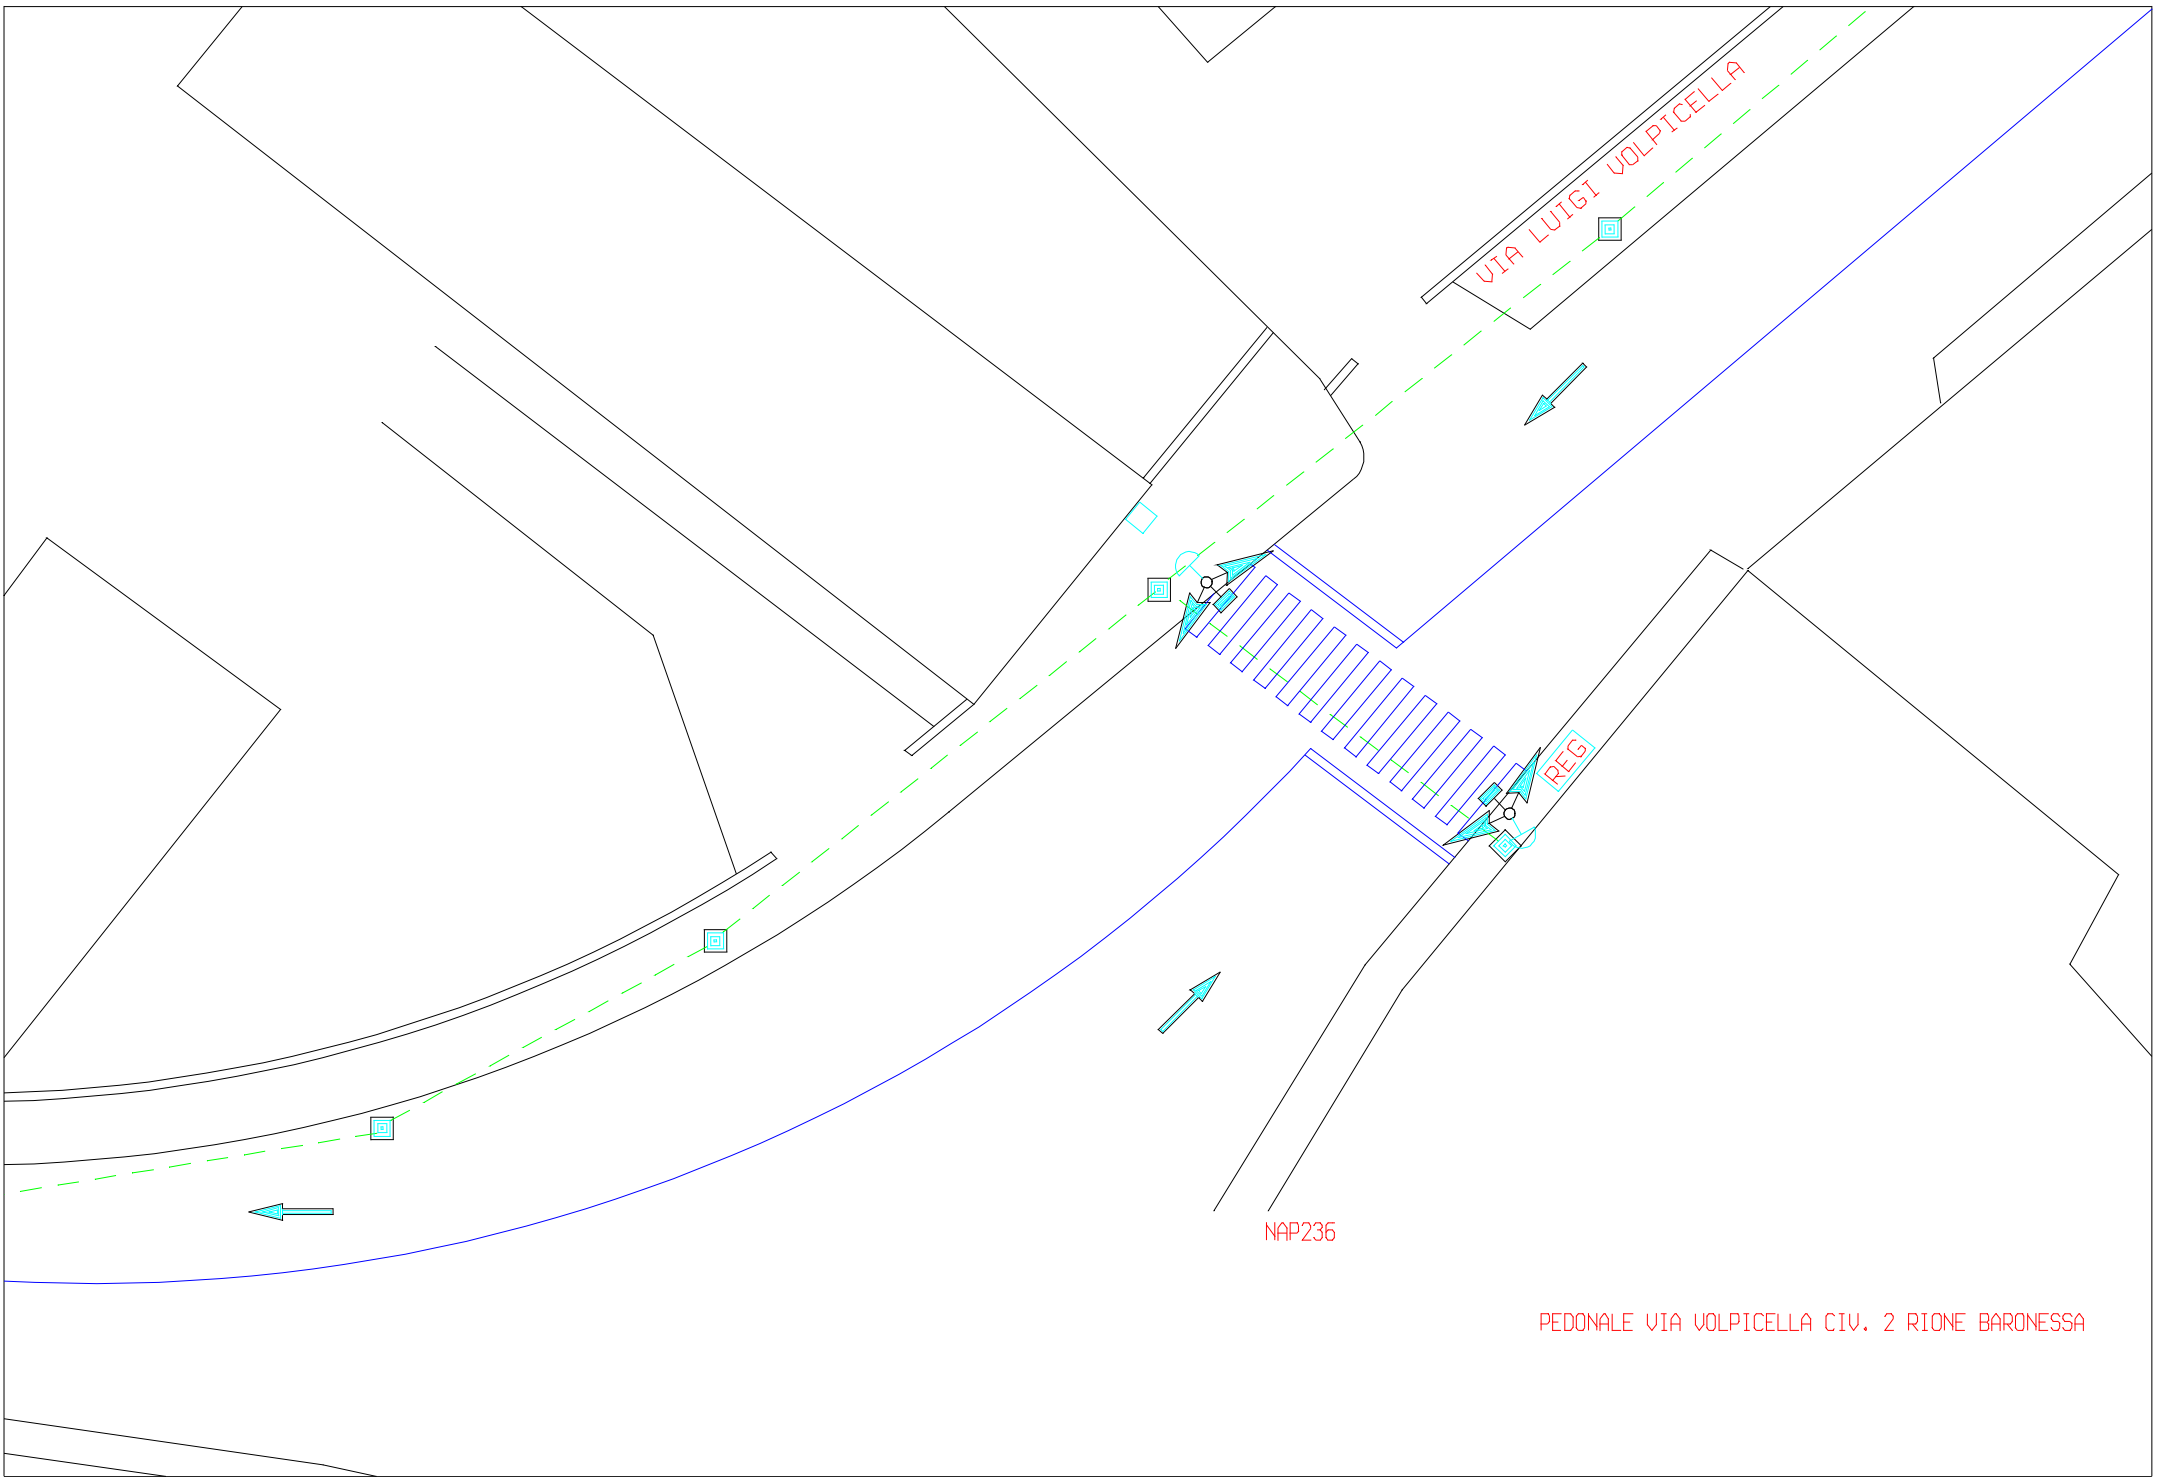 VIA LUIGI VOLPICELLA
REG
NAP236
PEDONALE VIA VOLPICELLA CIV. 2 RIONE BARONESSA